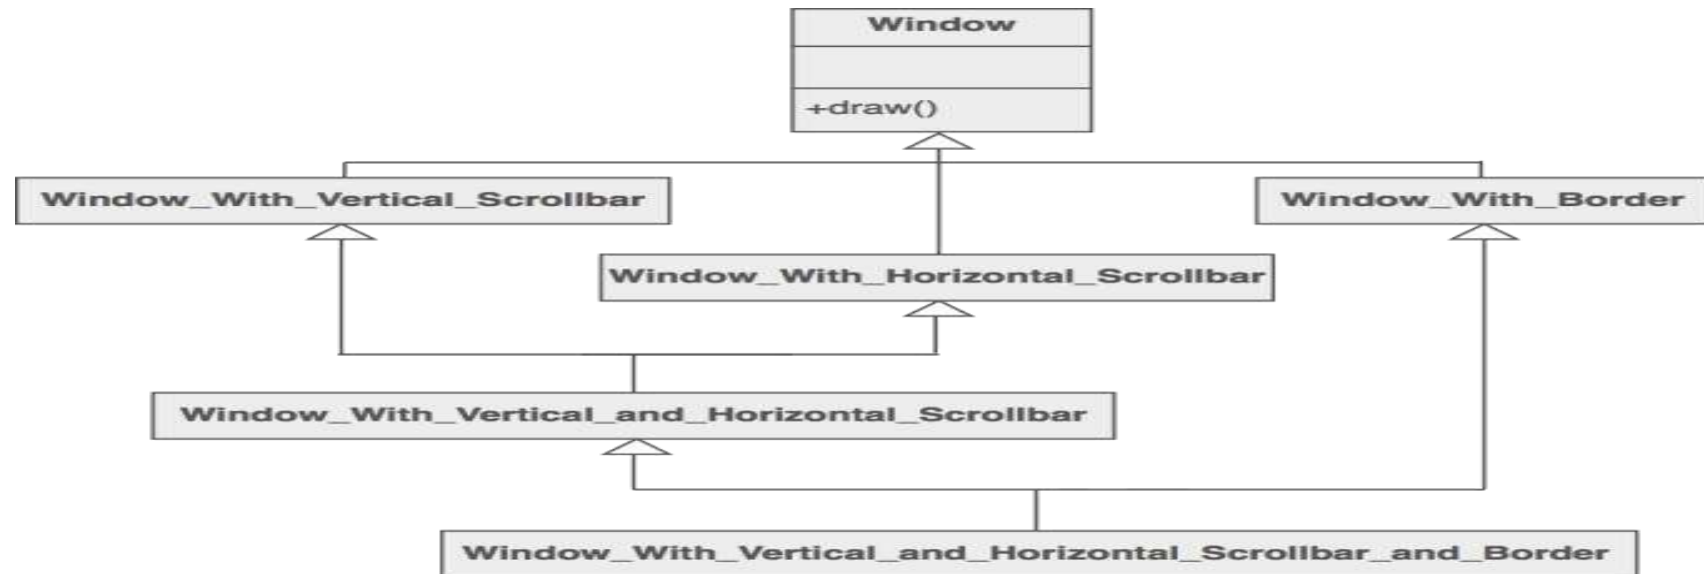 Window
+draw()
Window_With_Vertical_Scrollbar
Window_With_Border
Window_With_Horizontal_Scrollbar
Window_With_Vertical_and_Horizontal_Scrollbar
Window_With_Vertical_and_Horizontal_Scrollbar_and_Border